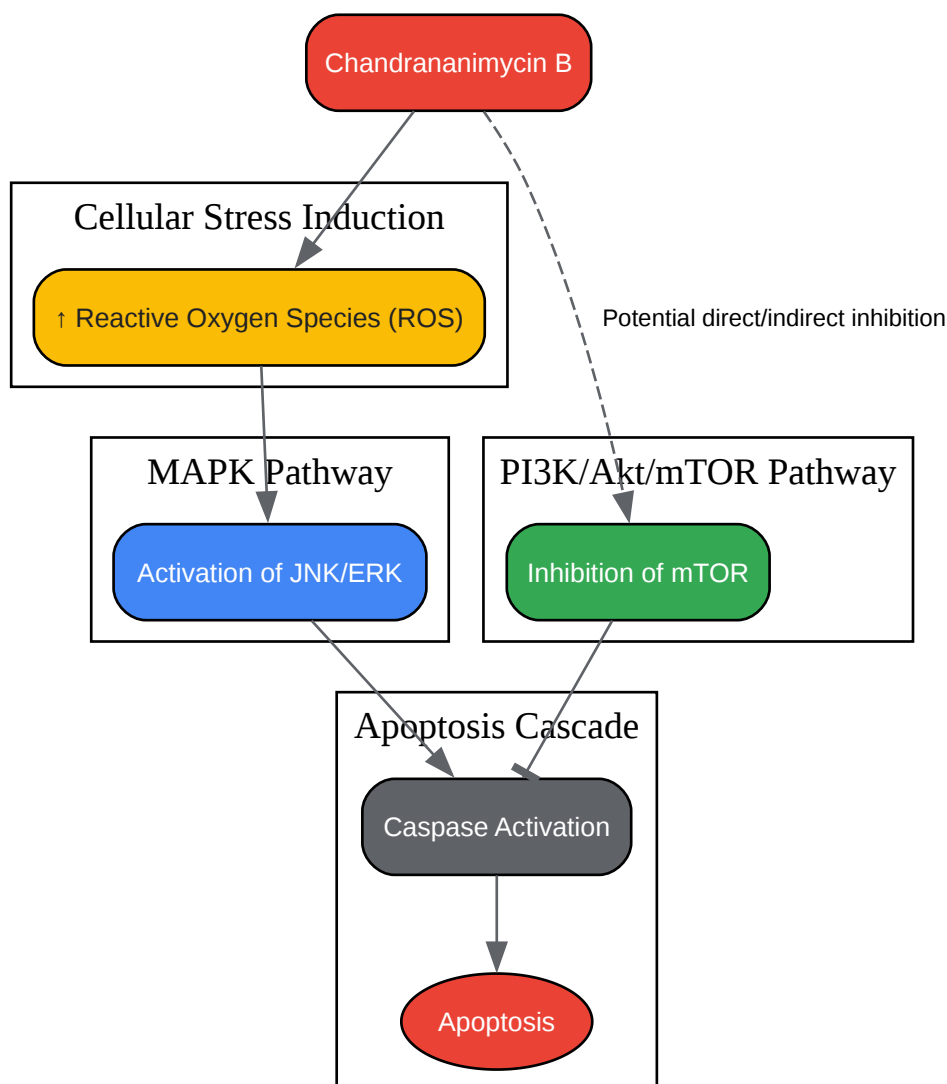 Chandrananimycin B
Cellular Stress Induction
↑ Reactive Oxygen Species (ROS)
Potential direct/indirect inhibition
MAPK Pathway
PI3K/Akt/mTOR Pathway
Activation of JNK/ERK
Inhibition of mTOR
Apoptosis Cascade
Caspase Activation
Apoptosis